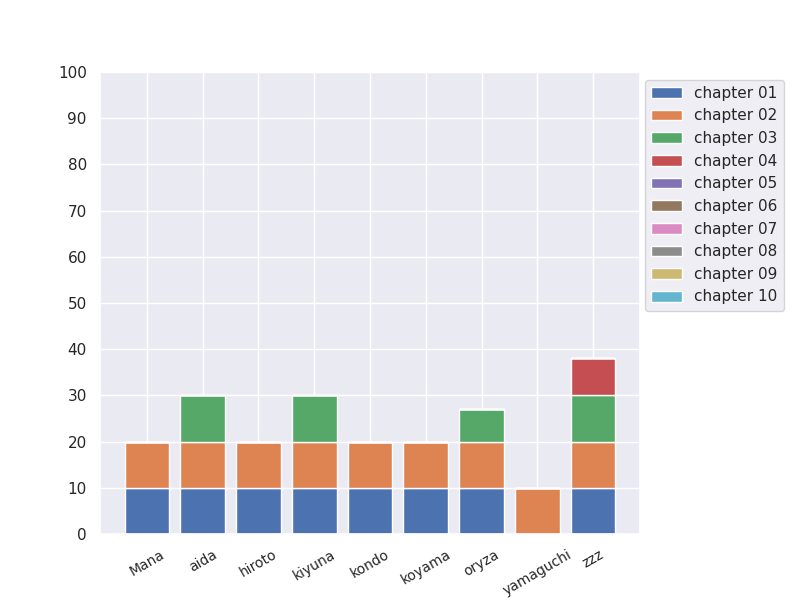 100
90
80
70
60
50
40
30
20
10
0
Mana
aida
hiroto
kiyuna
kondo
koyama
oryza
yamaguchi
zzz
chapter 01
chapter 02
chapter 03
chapter 04
chapter 05
chapter 06
chapter 07
chapter 08
chapter 09
chapter 10